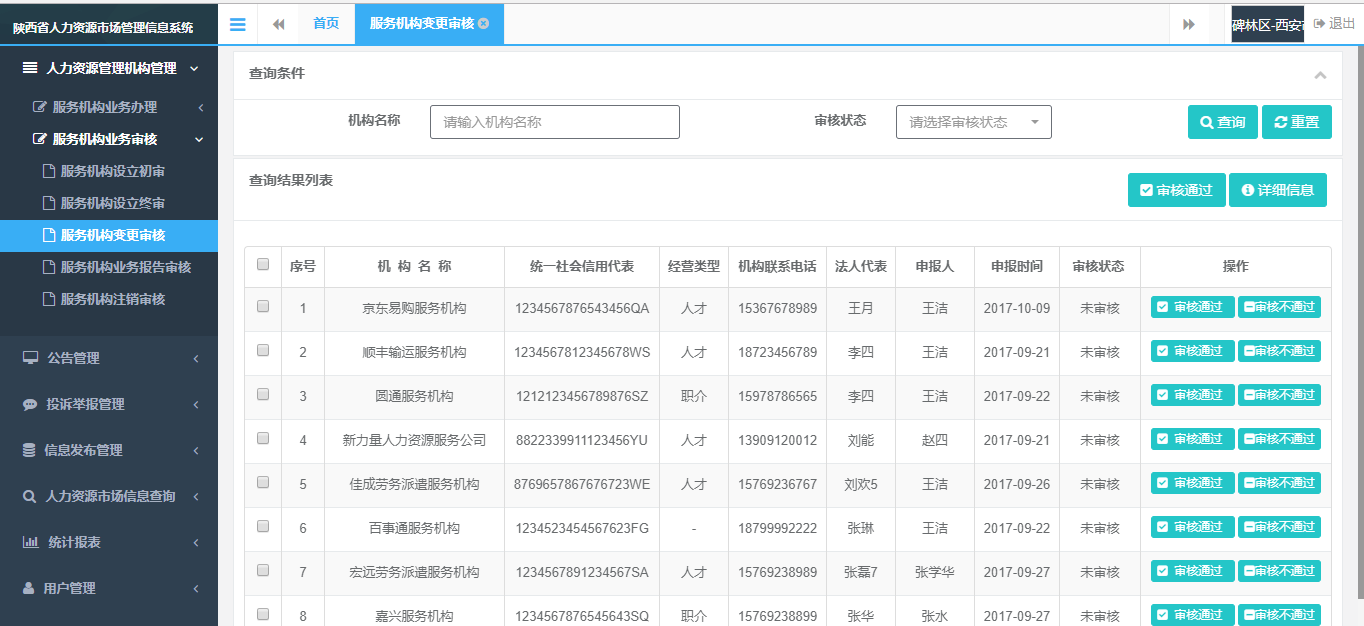 陕西省人力资源市场管理信息系统
首页
服务机构变更审核
碑林区-西安
退出
人力资源管理机构管理
服务机构业务办理
服务机构业务审核
服务机构设立初审
服务机构设立终审
服务机构变更审核
服务机构业务报告审核
服务机构注销审核
公告管理
投诉举报管理
信息发布管理
人力资源市场信息查询
统计报表
用户管理
查询条件
机构名称 请输入机构名称 审核状态 请选择审核状态 查询 重置
查询结果列表 审核通过 详细信息
序号 机 构 名 称 统一社会信用代表 经营类型 机构联系电话 法人代表 申报人 申报时间 审核状态 操作
1 京东易购服务机构 1234567876543456QA 人才 15367678989 王月 王洁 2017-10-09 未审核 审核通过 审核不通过
2 顺丰输运服务机构 1234567812345678WS 人才 18723456789 李四 王洁 2017-09-21 未审核 审核通过 审核不通过
3 圆通服务机构 1212123456789876SZ 职介 15978786565 李四 王洁 2017-09-22 未审核 审核通过 审核不通过
4 新力量人力资源服务公司 8822339911123456YU 人才 13909120012 刘能 赵四 2017-09-21 未审核 审核通过 审核不通过
5 佳成劳务派遣服务机构 8769657867676723WE 人才 15769236767 刘欢5 王洁 2017-09-26 未审核 审核通过 审核不通过
6 百事通服务机构 1234523454567623FG - 18799992222 张琳 王洁 2017-09-22 未审核 审核通过 审核不通过
7 宏远劳务派遣服务机构 1234567891234567SA 人才 15769238989 张磊7 张学华 2017-09-27 未审核 审核通过 审核不通过
8 嘉兴服务机构 1234567876545643SQ 职介 15769238899 张华 张水 2017-09-27 未审核 审核通过 审核不通过